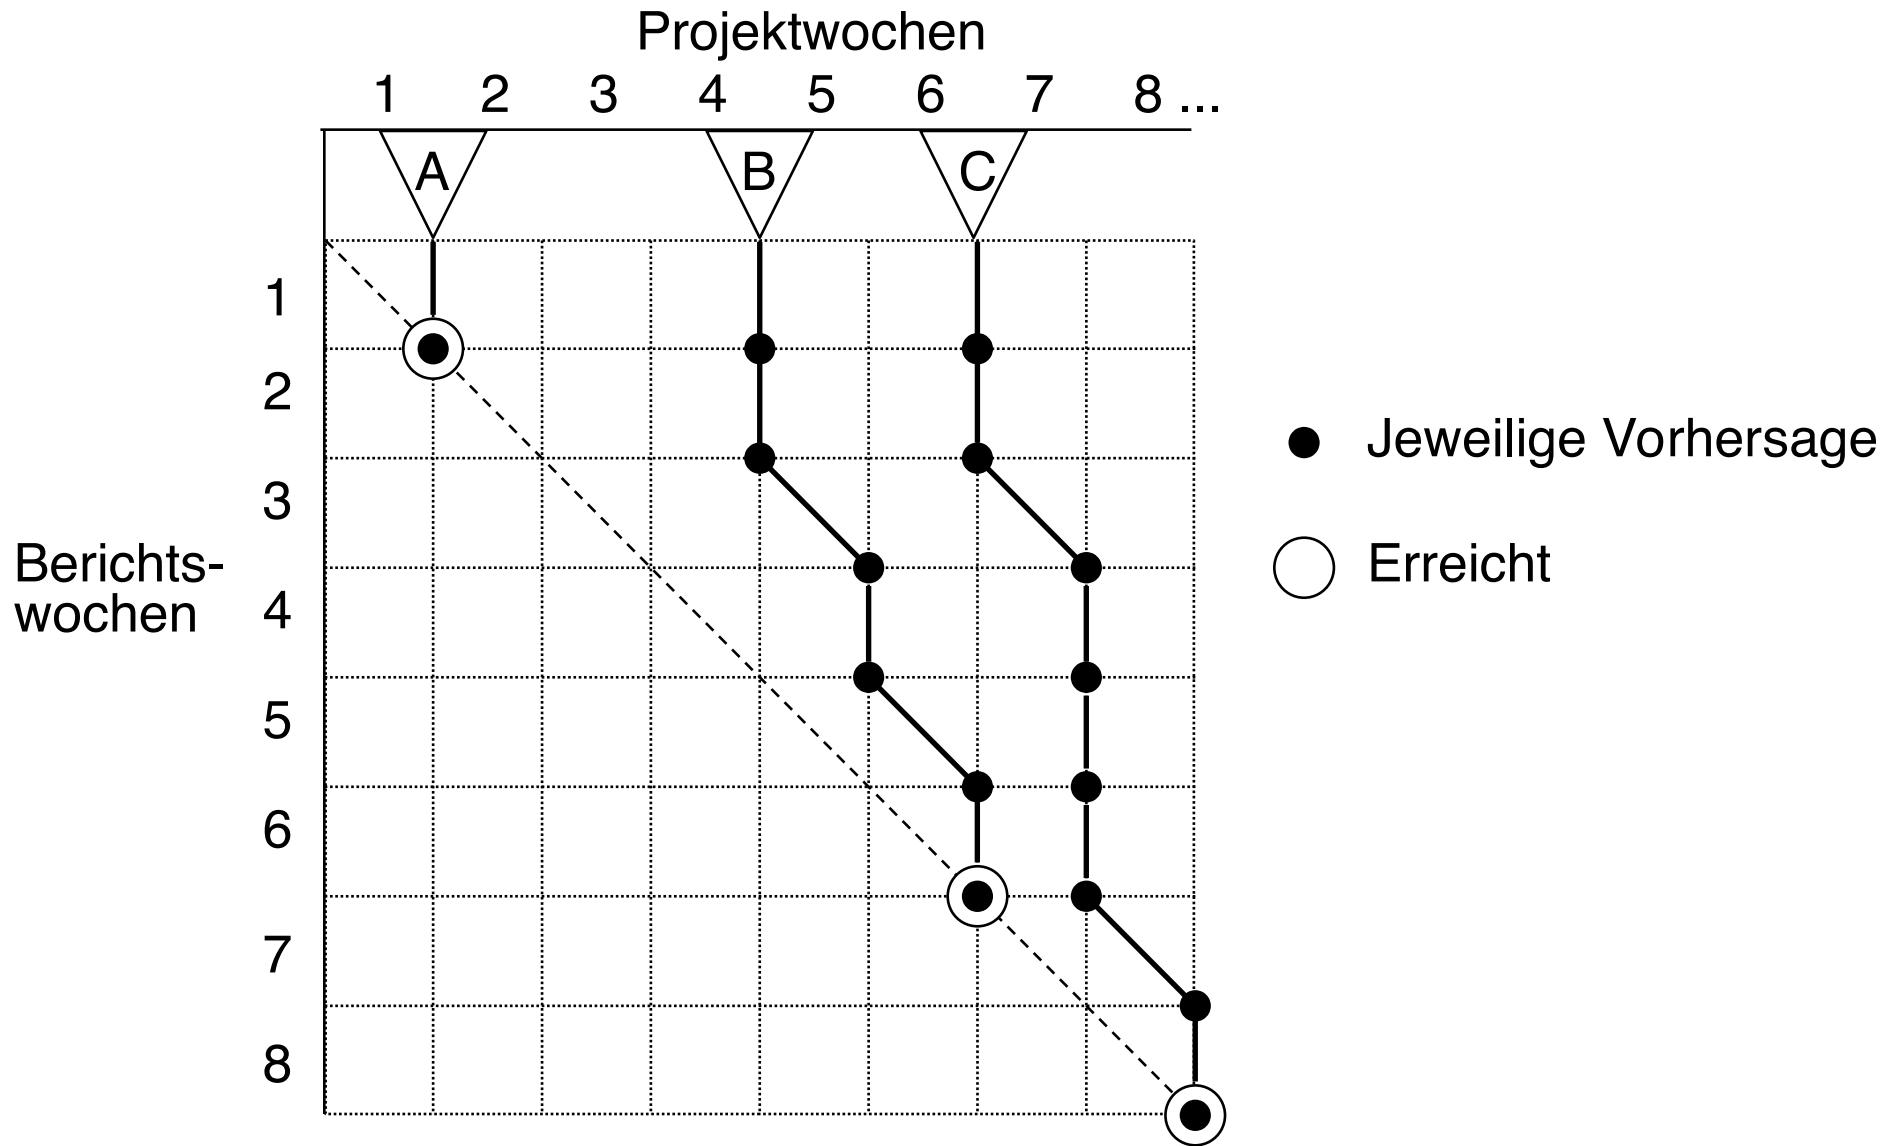 Projektwochen
1 2 3 4 5 6 7 8 ...
A B C
1
2
3
Berichts-
wochen
4
5
6
7
8
Jeweilige Vorhersage
Erreicht